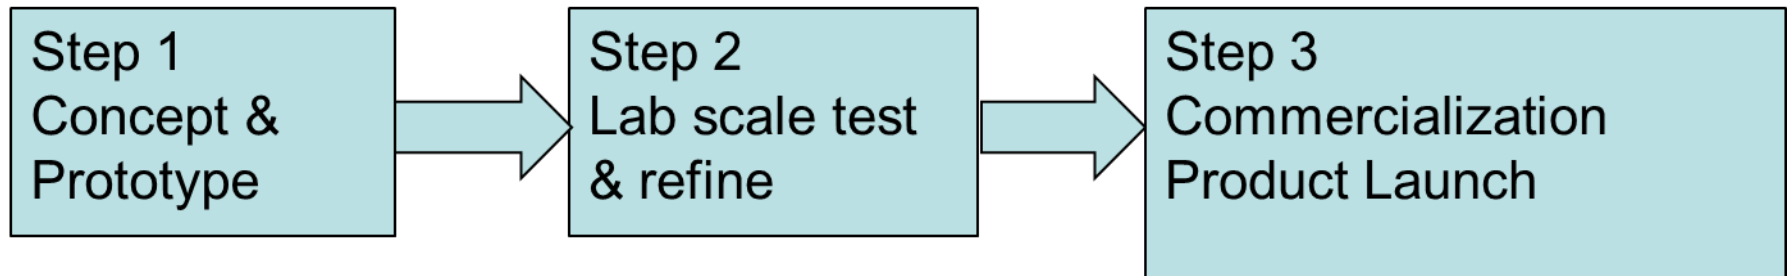 Step 1
Concept &
Prototype
Step 2
Lab scale test
& refine
Step 3
Commercialization
Product Launch